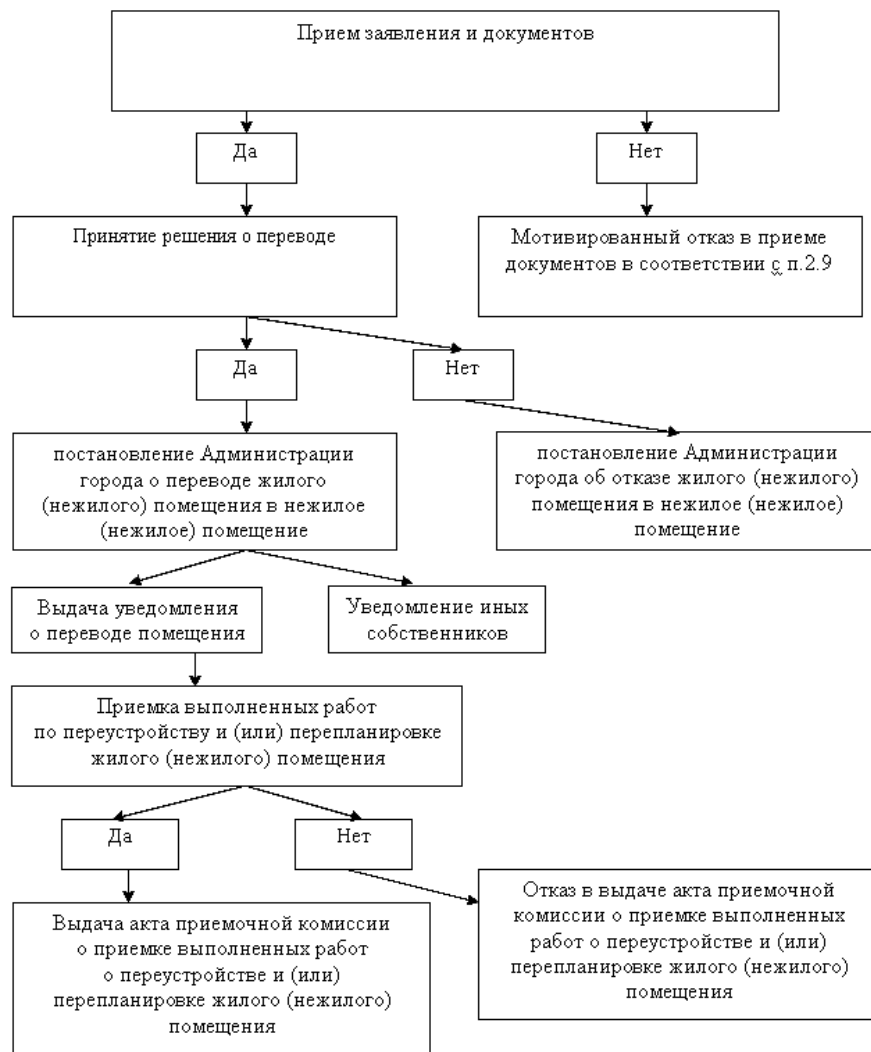 Прием заявления и документов
Да
Нет
Принятие решения о переводе
Мотивированный отказ в приеме
документов в соответствии с п.2.9
Да
Нет
постановление Администрации
города о переводе жилого
(нежилого) помещения в нежилое
(нежилое) помещение
постановление Администрации
города об отказе жилого (нежилого)
помещения в нежилое (нежилое)
помещение
Выдача уведомления
о переводе помещения
Уведомление иных
собственников
Приемка выполненных работ
по переустройству и (или) перепланировке
жилого (нежилого) помещения
Да
Нет
Выдача акта приемочной комиссии
о приемке выполненных работ
о переустройстве и (или)
перепланировке жилого (нежилого)
помещения
Отказ в выдаче акта приемочной
комиссии о приемке выполненных
работ о переустройстве и (или)
перепланировке жилого (нежилого)
помещения